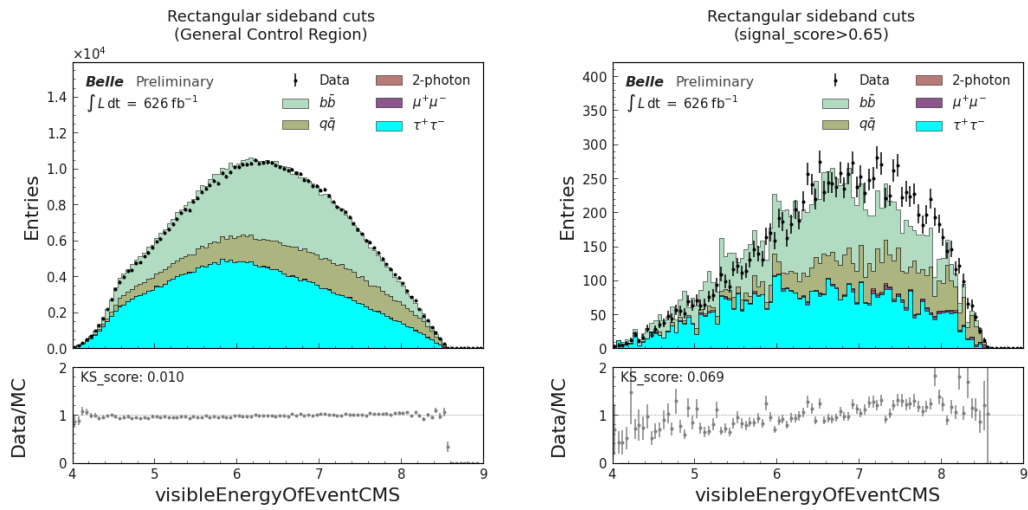 Rectangular sideband cuts
(General Control Region)
×10⁴
Belle Preliminary
∫ L dt = 626 fb⁻¹
Data
bb̄
qq̄
2-photon
μ⁺μ⁻
τ⁺τ⁻
Entries
1.4
1.2
1.0
0.8
0.6
0.4
0.2
0.0
KS_score: 0.010
Data/MC
2
1
0
4 5 6 7 8 9
visibleEnergyOfEventCMS
Rectangular sideband cuts
(signal_score>0.65)
Belle Preliminary
∫ L dt = 626 fb⁻¹
Data
bb̄
qq̄
2-photon
μ⁺μ⁻
τ⁺τ⁻
Entries
400
350
300
250
200
150
100
50
0
KS_score: 0.069
Data/MC
2
1
0
4 5 6 7 8 9
visibleEnergyOfEventCMS